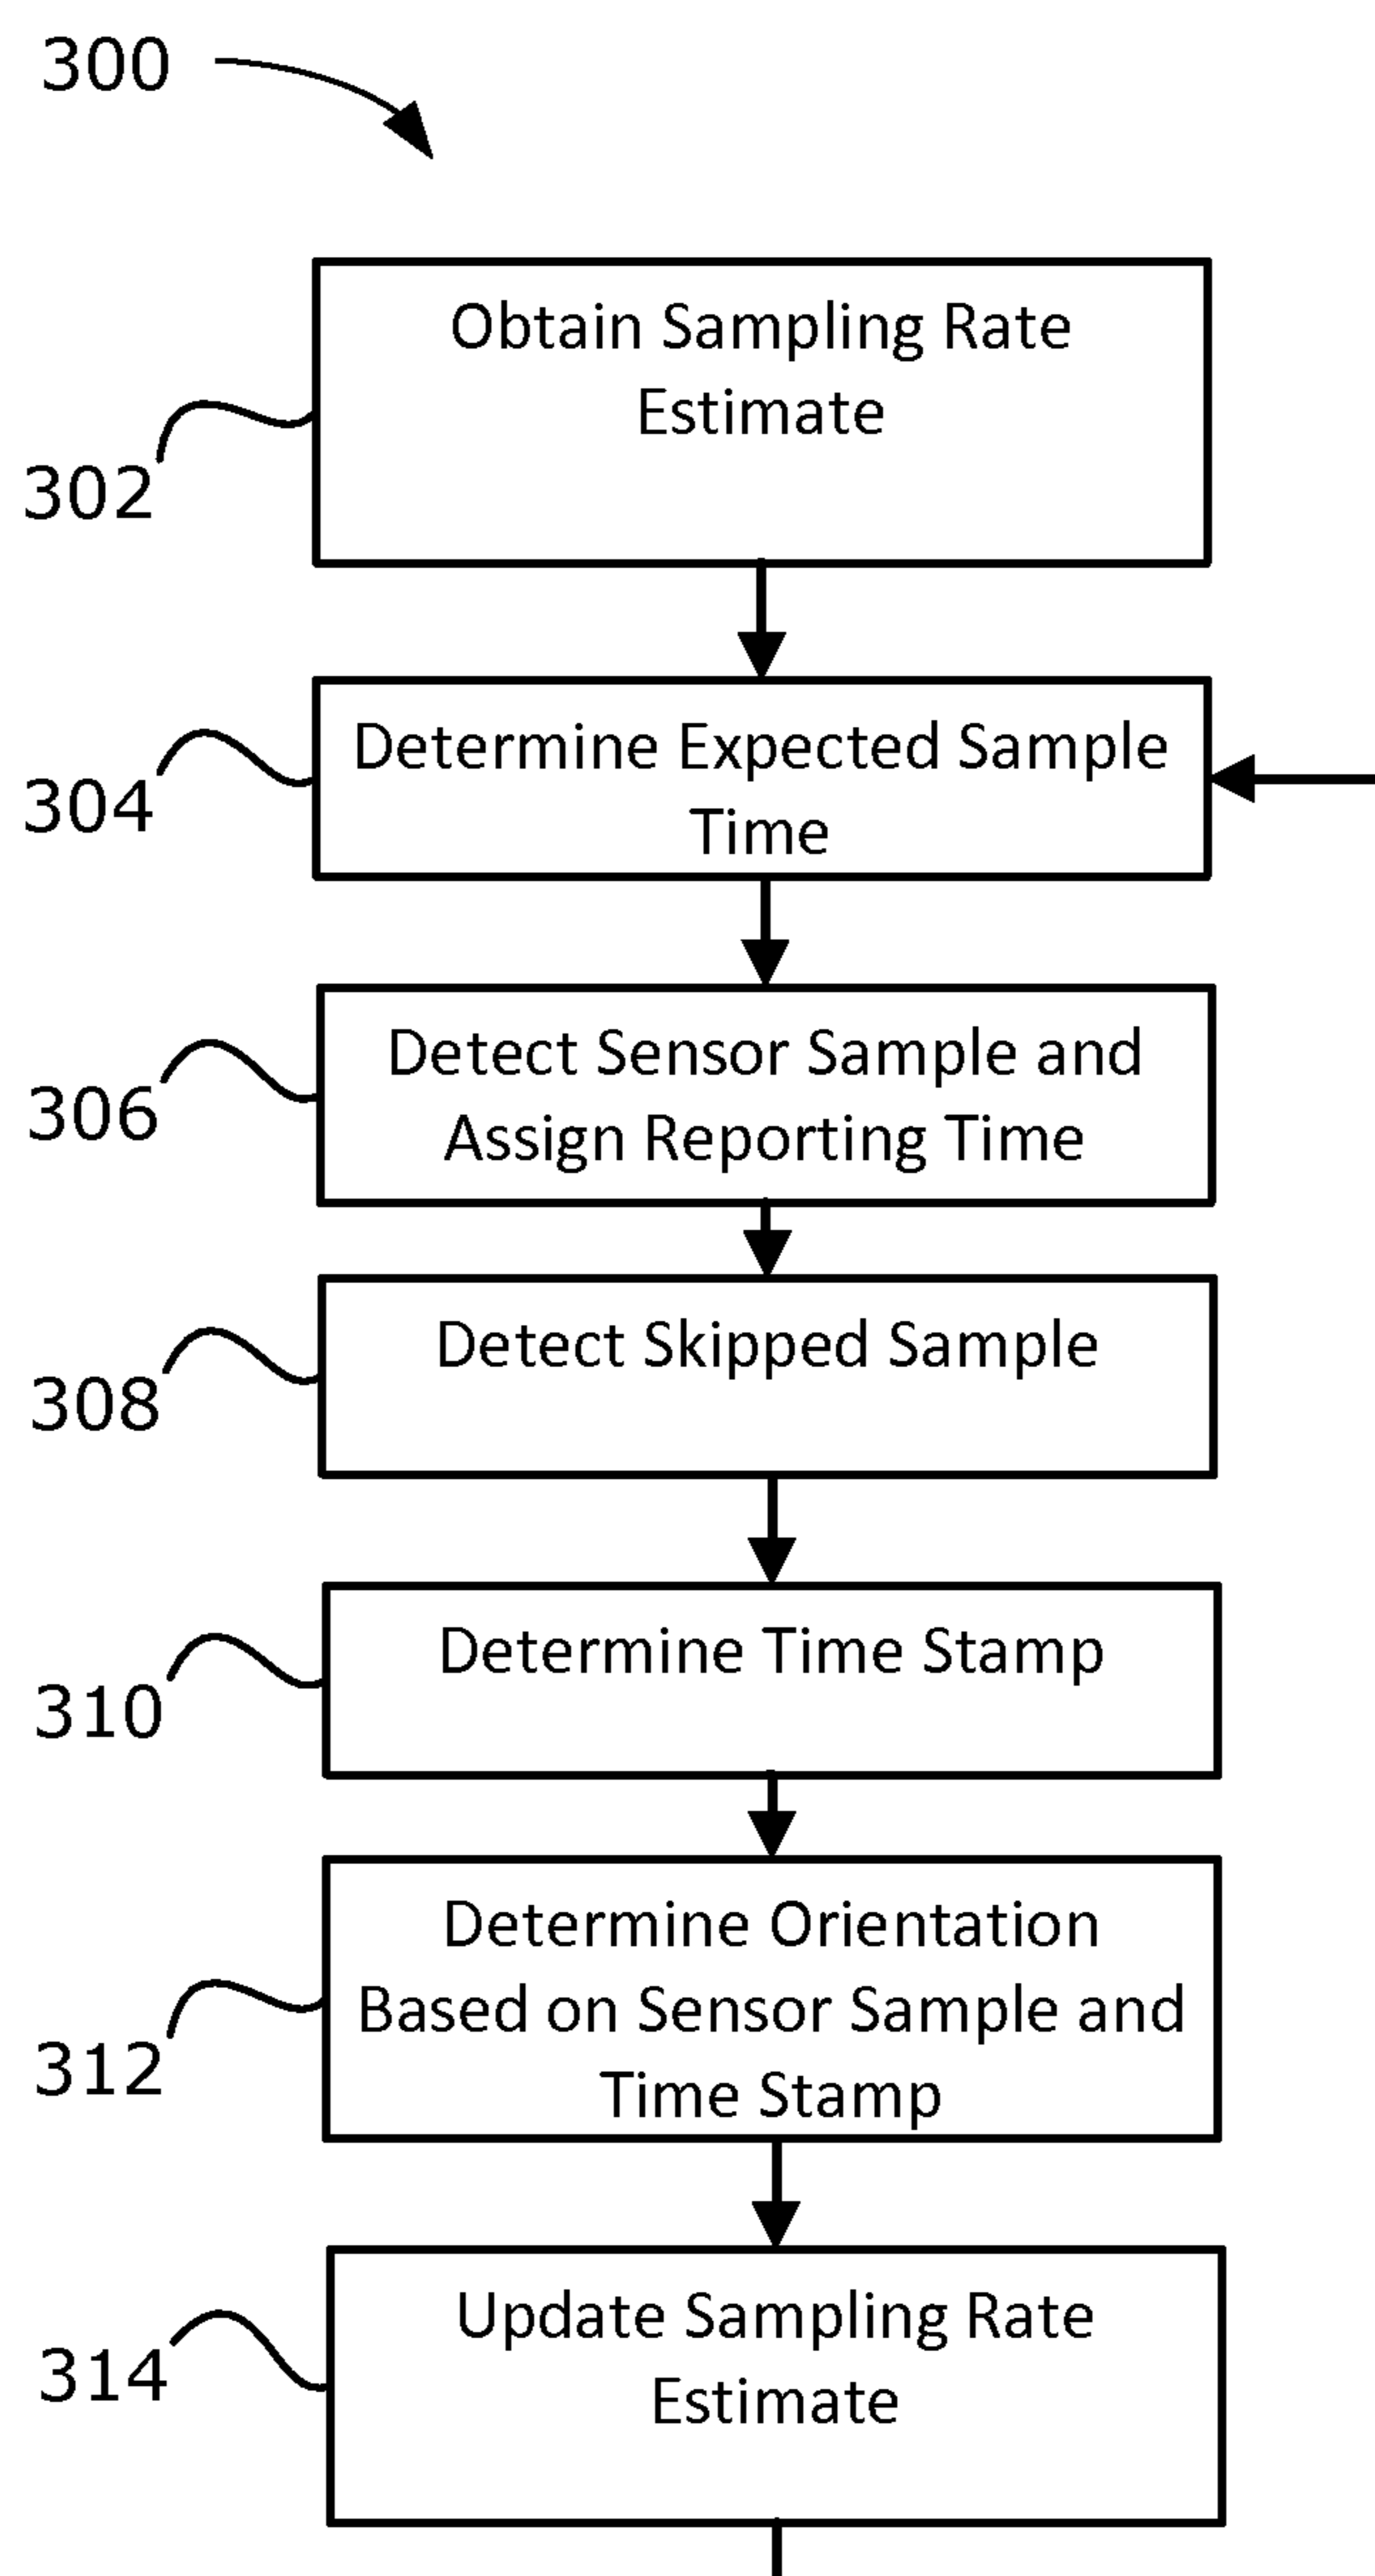 300
Obtain Sampling Rate
Estimate
302
Determine Expected Sample
Time
304
Detect Sensor Sample and
Assign Reporting Time
306
Detect Skipped Sample
308
Determine Time Stamp
310
Determine Orientation
Based on Sensor Sample and
Time Stamp
312
Update Sampling Rate
Estimate
314